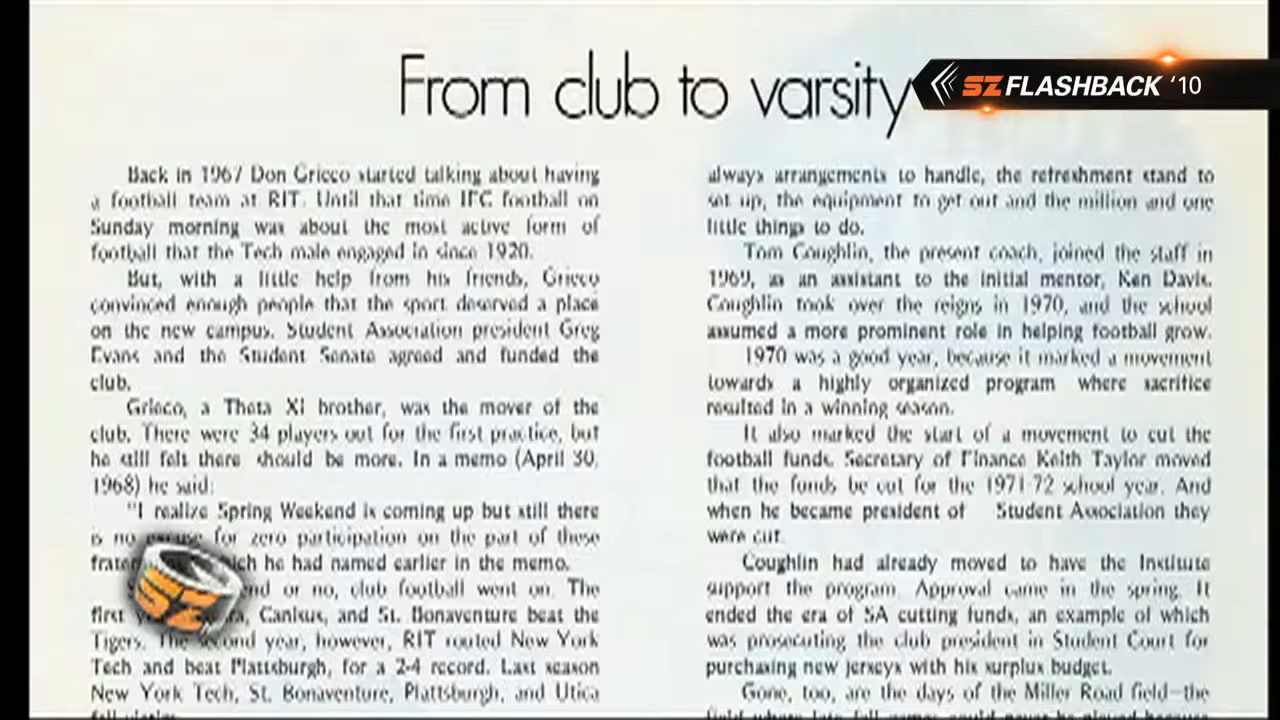 From club to varsity
SZ FLASHBACK '10
Back in 1967 Don Grieco started talking about having
a football team at RIT. Until that time IFC football on
Sunday morning was about the most active form of
football that the Tech male engaged in since 1920.
But, with a little help from his friends, Grieco
convinced enough people that the sport deserved a place
on the new campus. Student Association president Greg
Evans and the Student Senate agreed and funded the
club.
Grieco, a Theta Xi brother, was the mover of the
club. There were 34 players out for the first practice, but
he still felt there should be more. In a memo (April 30,
1968) he said:
"I realize Spring Weekend is coming up but still there
is no for zero participation on the part of these
he had named earlier in the memo.
or no, club football went on. The
first Canisus, and St. Bonaventure beat the
Tigers. The second year, however, RIT routed New York
Tech and beat Plattsburgh, for a 2-4 record. Last season
New York Tech, St. Bonaventure, Plattsburgh, and Utica
always arrangements to handle, the refreshment stand to
set up, the equipment to get out and the million and one
little things to do.
Tom Coughlin, the present coach, joined the staff in
1969, as an assistant to the initial mentor, Ken Davis.
Coughlin took over the reigns in 1970, and the school
assumed a more prominent role in helping football grow.
1970 was a good year, because it marked a movement
towards a highly organized program where sacrifice
resulted in a winning season.
It also marked the start of a movement to cut the
football funds. Secretary of Finance Keith Taylor moved
that the funds be cut for the 1971-72 school year. And
when he became president of Student Association they
were cut.
Coughlin had already moved to have the Institute
support the program. Approval came in the spring. It
ended the era of SA cutting funds, an example of which
was prosecuting the club president in Student Court for
purchasing new jerseys with his surplus budget.
Gone, too, are the days of the Miller Road field—the
SZ